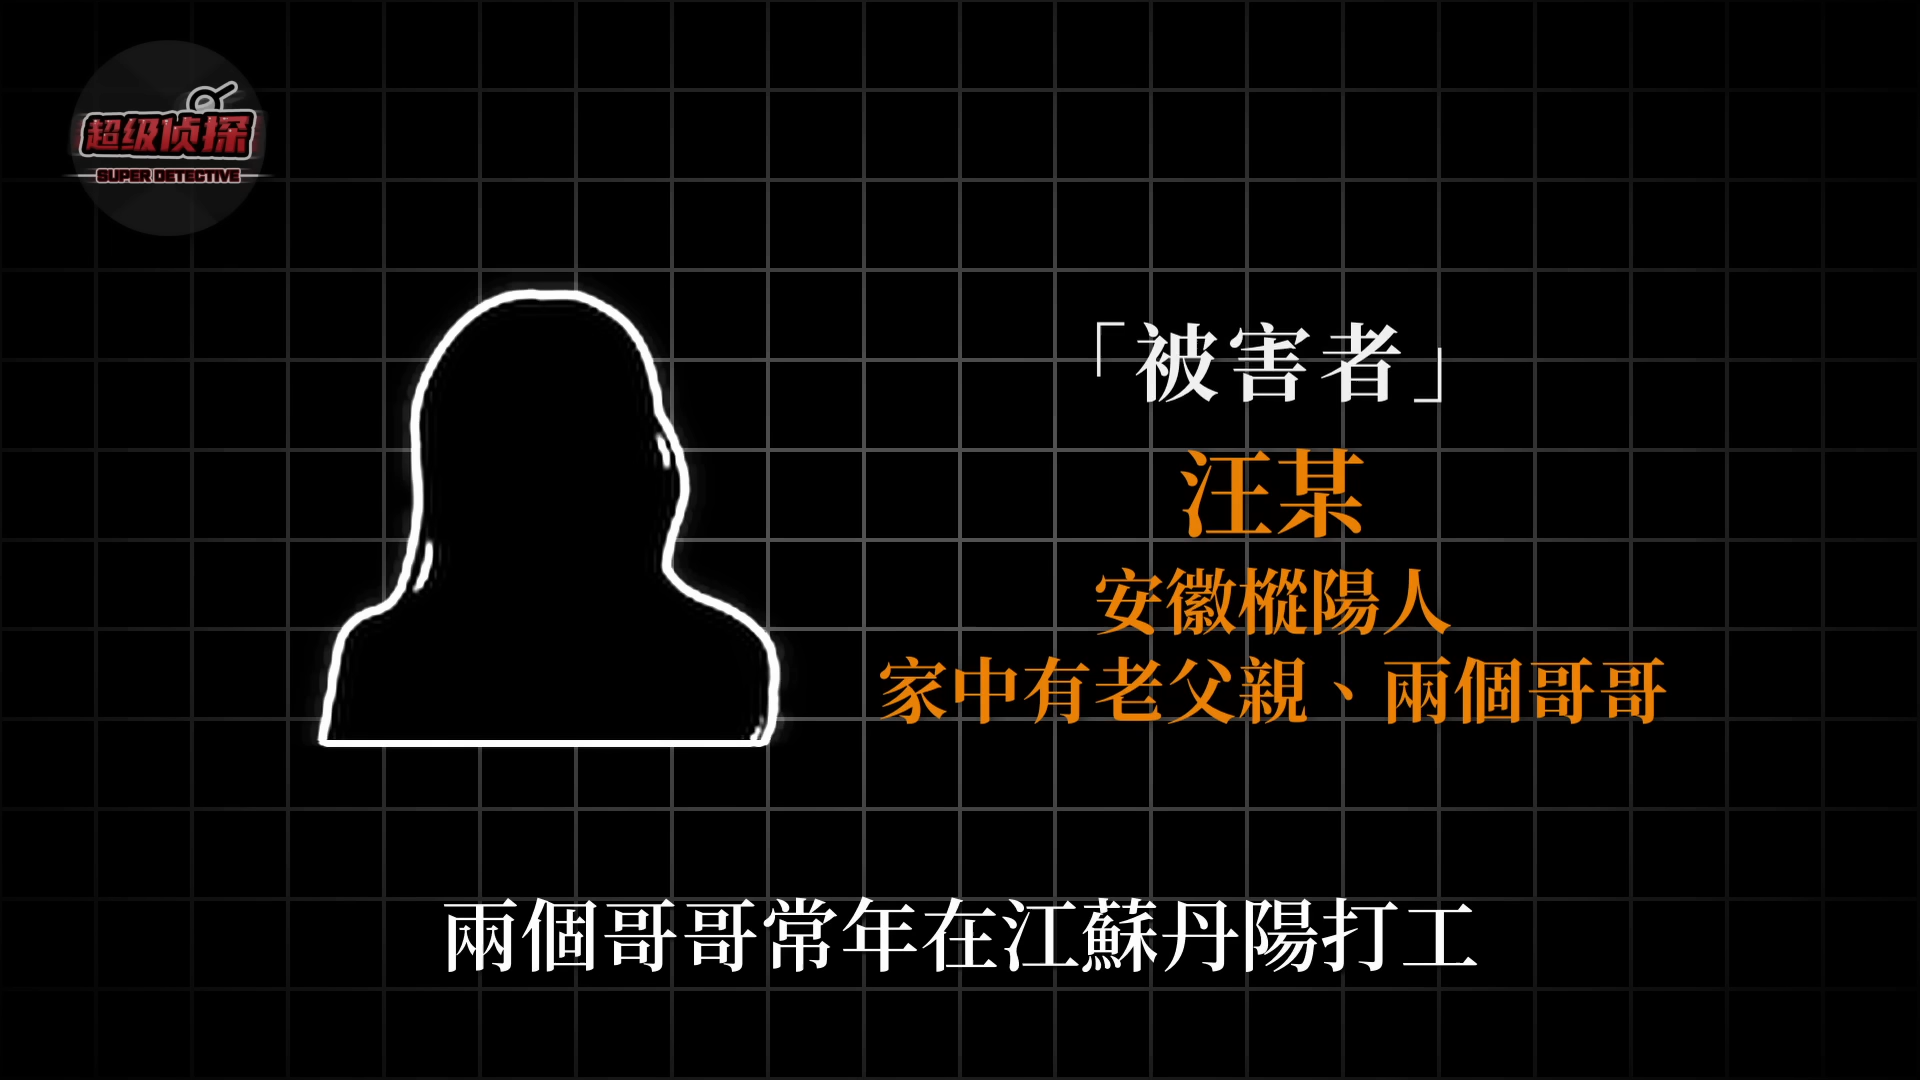 超级侦探
SUPER DETECTIVE
「被害者」
汪某
安徽樅陽人
家中有老父親、兩個哥哥
兩個哥哥常年在江蘇丹陽打工